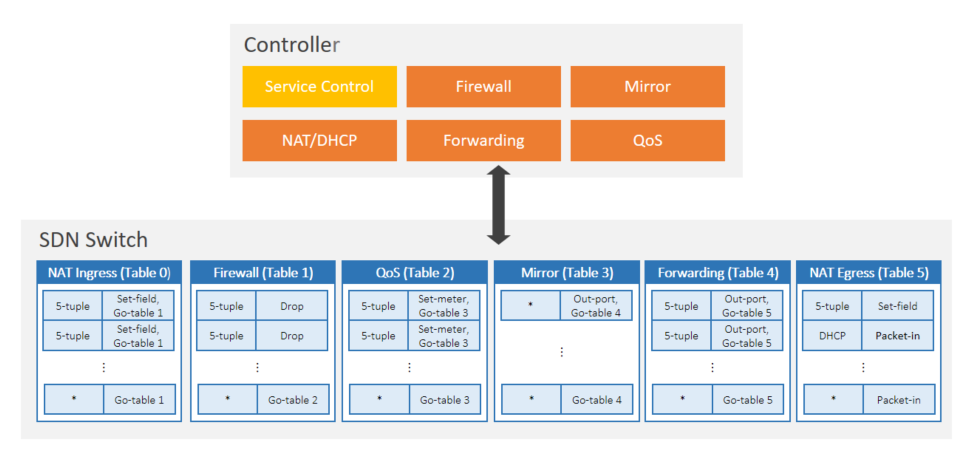 Controller
Service Control
Firewall
Mirror
NAT/DHCP
Forwarding
QoS
SDN Switch
NAT Ingress (Table 0)
5-tuple
Set-field,
Go-table 1
5-tuple
Set-field,
Go-table 1
⋮
*
Go-table 1
Firewall (Table 1)
5-tuple
Drop
5-tuple
Drop
⋮
*
Go-table 2
QoS (Table 2)
5-tuple
Set-meter,
Go-table 3
5-tuple
Set-meter,
Go-table 3
⋮
*
Go-table 3
Mirror (Table 3)
*
Out-port,
Go-table 4
⋮
*
Go-table 4
Forwarding (Table 4)
5-tuple
Out-port,
Go-table 5
5-tuple
Out-port,
Go-table 5
⋮
*
Go-table 5
NAT Egress (Table 5)
5-tuple
Set-field
DHCP
Packet-in
⋮
*
Packet-in